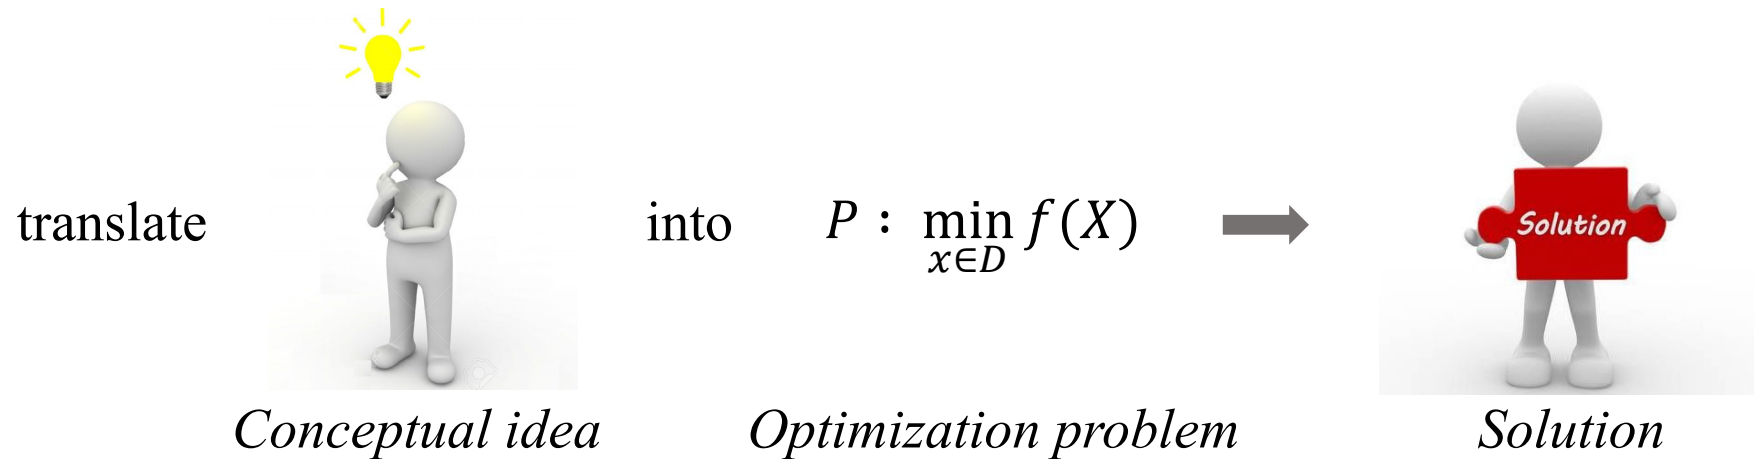 translate
into
P : min f(X)
x∈D
Solution
Conceptual idea
Optimization problem
Solution